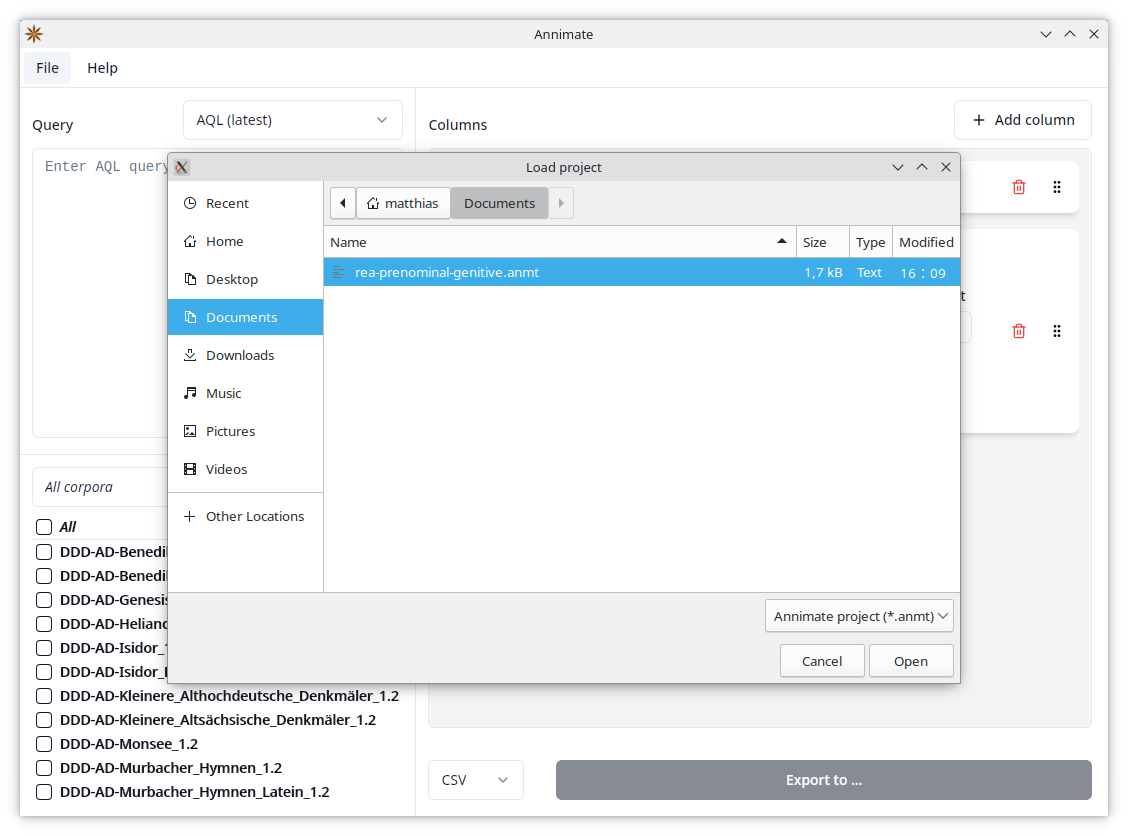 Annimate
File Help
Query AQL (latest)
Columns
Add column
Enter AQL query
Load project
Recent
Home
Desktop
Documents
Downloads
Music
Pictures
Videos
Other Locations
matthias Documents
Name Size Type Modified
rea-prenominal-genitive.anmt 1,7 kB Text 16 : 09
Annimate project (*.anmt)
Cancel Open
All corpora
All
DDD-AD-Benedi
DDD-AD-Benedi
DDD-AD-Genesis
DDD-AD-Heliand
DDD-AD-Isidor_1
DDD-AD-Isidor_
DDD-AD-Kleinere_Althochdeutsche_Denkmäler_1.2
DDD-AD-Kleinere_Altsächsische_Denkmäler_1.2
DDD-AD-Monsee_1.2
DDD-AD-Murbacher_Hymnen_1.2
DDD-AD-Murbacher_Hymnen_Latein_1.2
CSV
Export to ...